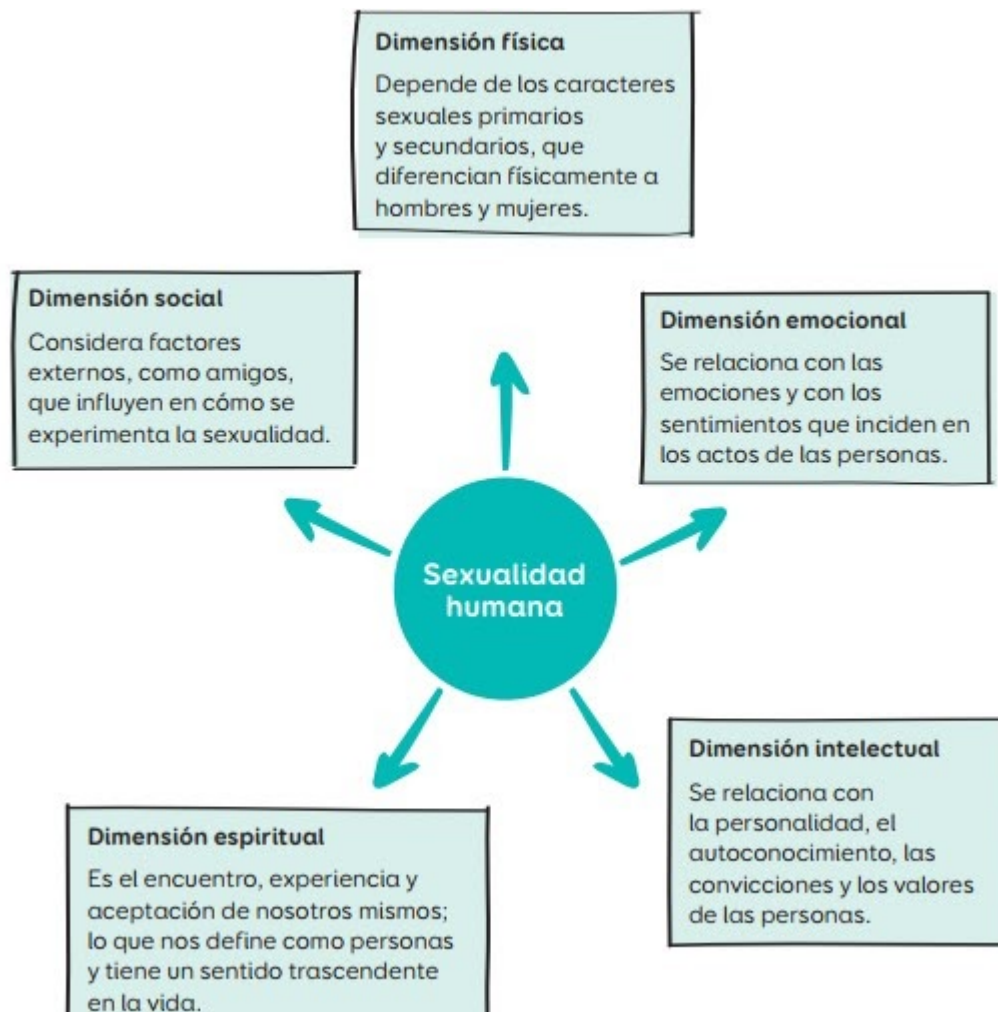 Dimensión física
Depende de los caracteres
sexuales primarios
y secundarios, que
diferencian físicamente a
hombres y mujeres.
Dimensión social
Considera factores
externos, como amigos,
que influyen en cómo se
experimenta la sexualidad.
Dimensión emocional
Se relaciona con las
emociones y con los
sentimientos que inciden en
los actos de las personas.
Sexualidad
humana
Dimensión espiritual
Es el encuentro, experiencia y
aceptación de nosotros mismos;
lo que nos define como personas
y tiene un sentido trascendente
en la vida.
Dimensión intelectual
Se relaciona con
la personalidad, el
autoconocimiento, las
convicciones y los valores
de las personas.